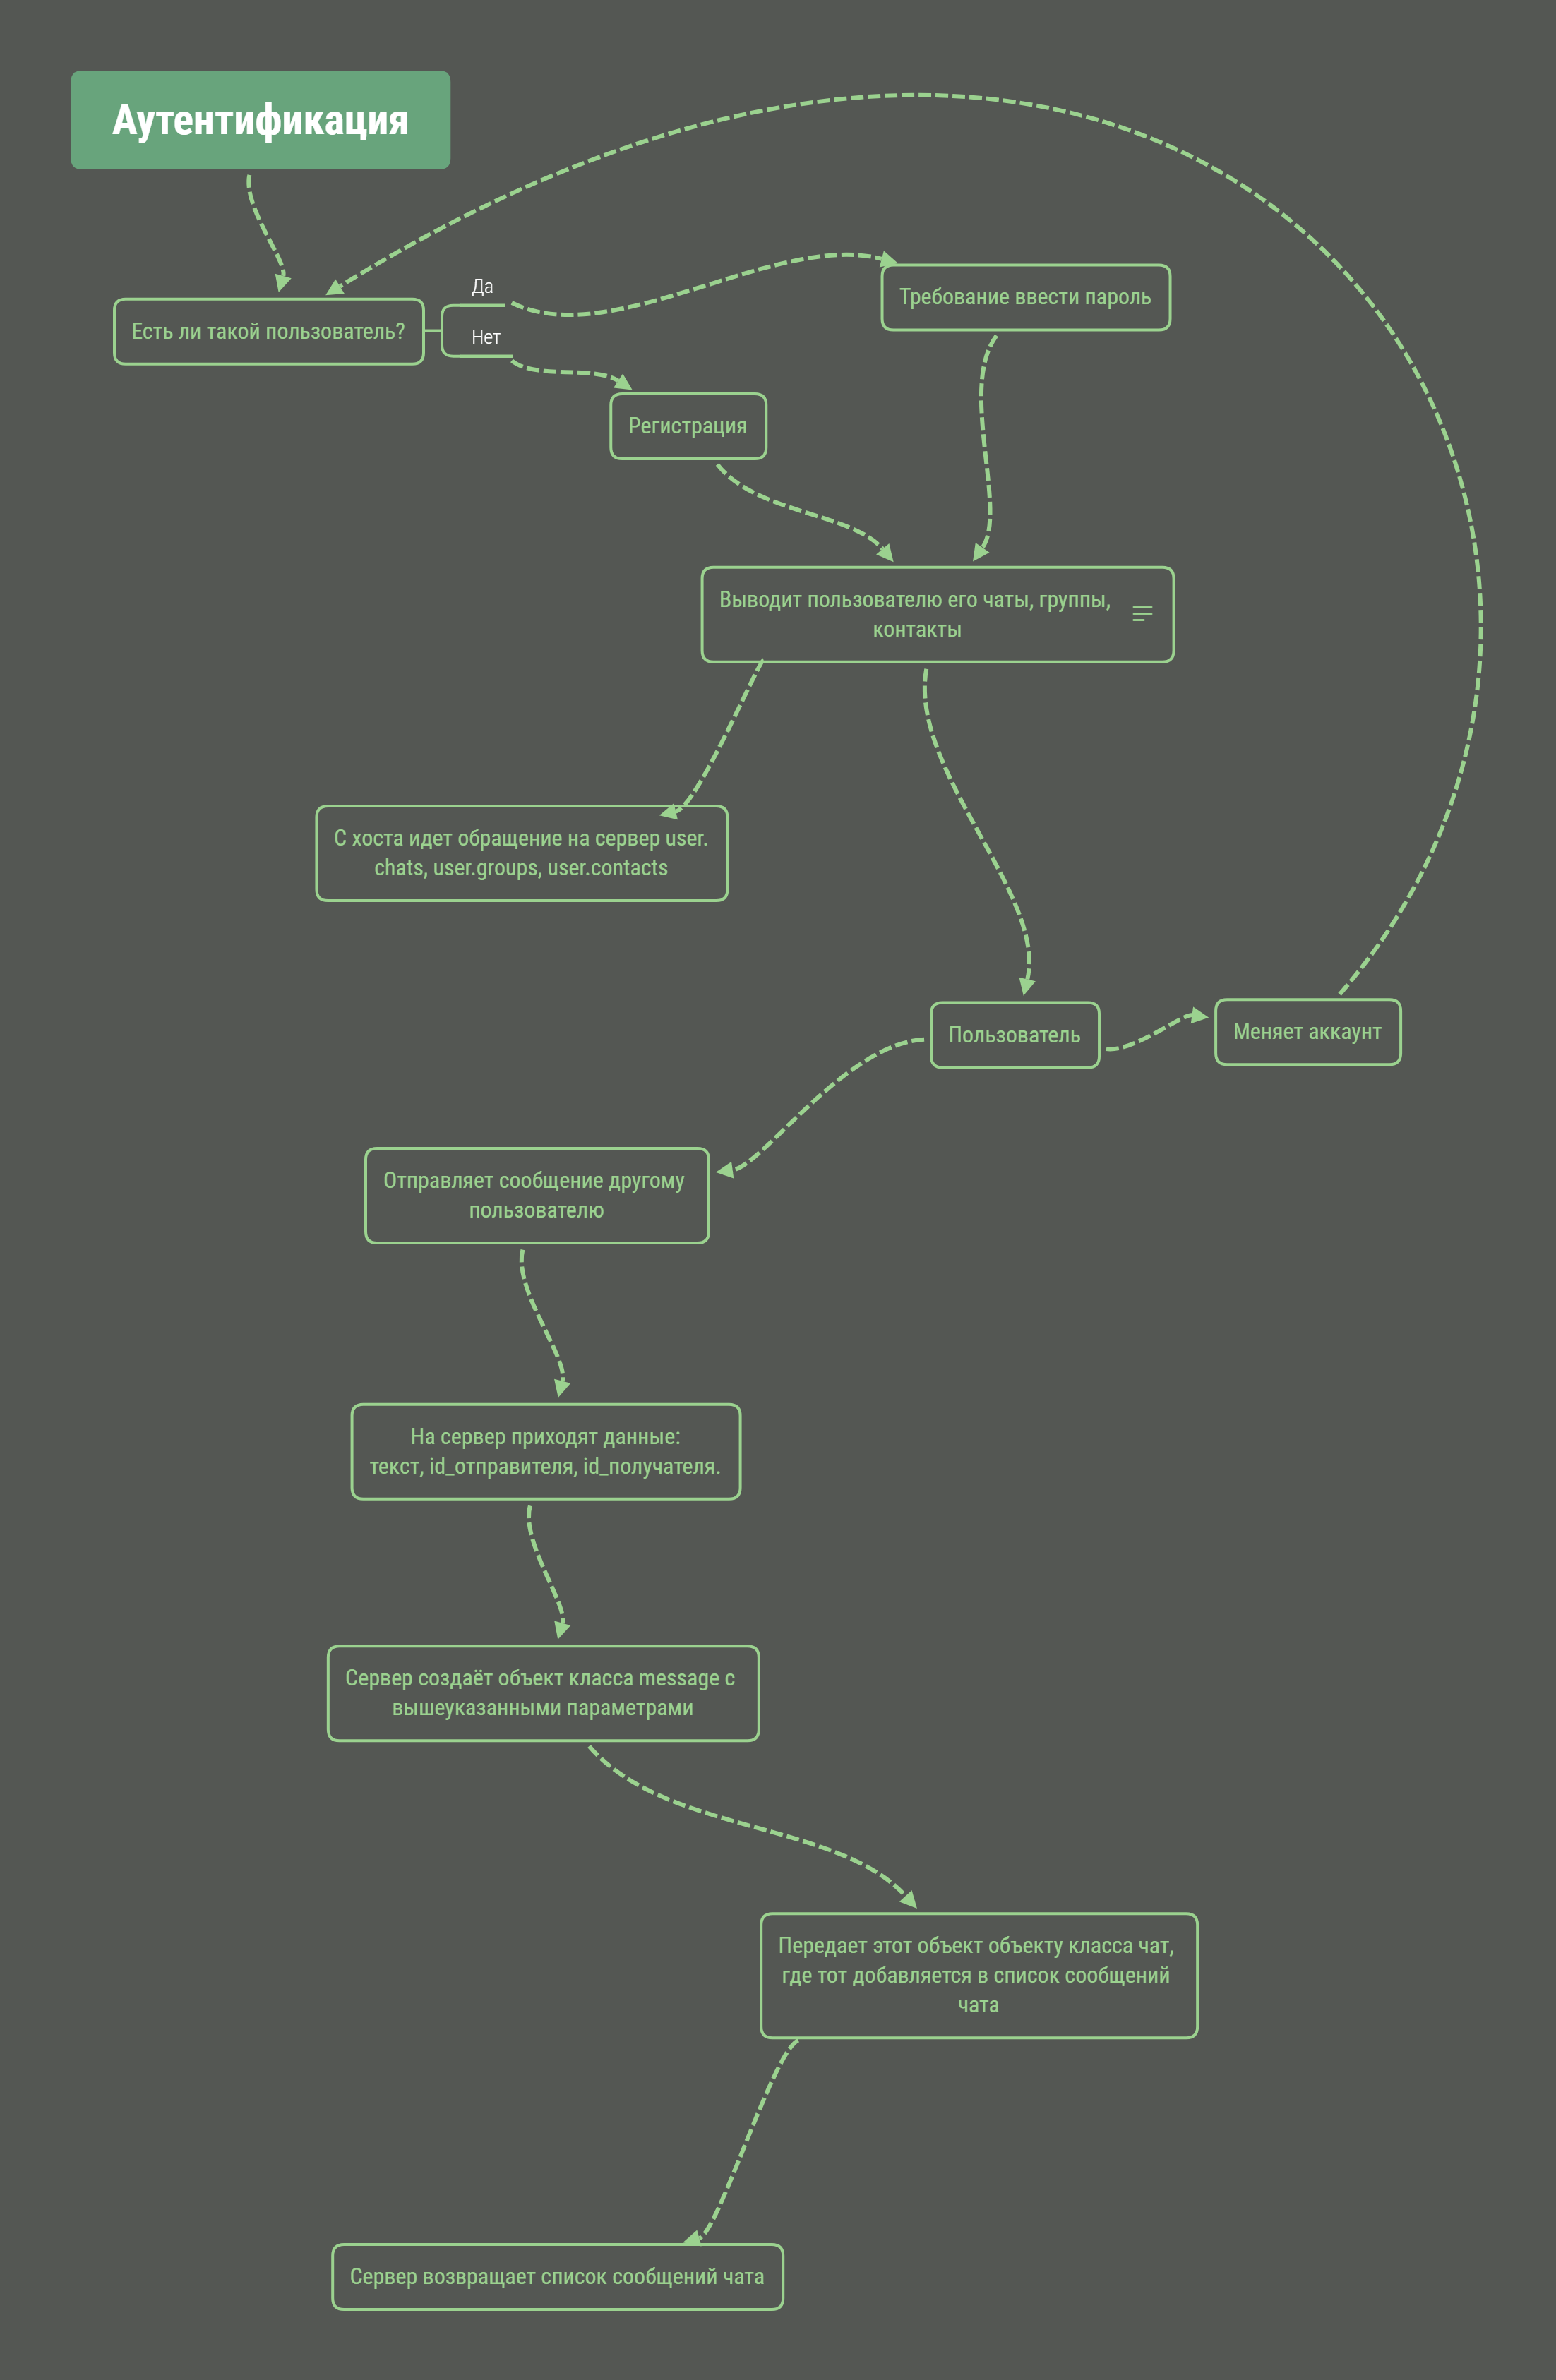 Аутентификация
Да
Требование ввести пароль
Есть ли такой пользователь?
Нет
Регистрация
Выводит пользователю его чаты, группы,
контакты
С хоста идет обращение на сервер user.
chats, user.groups, user.contacts
Пользователь
Меняет аккаунт
Отправляет сообщение другому
пользователю
На сервер приходят данные:
текст, id_отправителя, id_получателя.
Сервер создаёт объект класса message с
вышеуказанными параметрами
Передает этот объект объекту класса чат,
где тот добавляется в список сообщений
чата
Сервер возвращает список сообщений чата